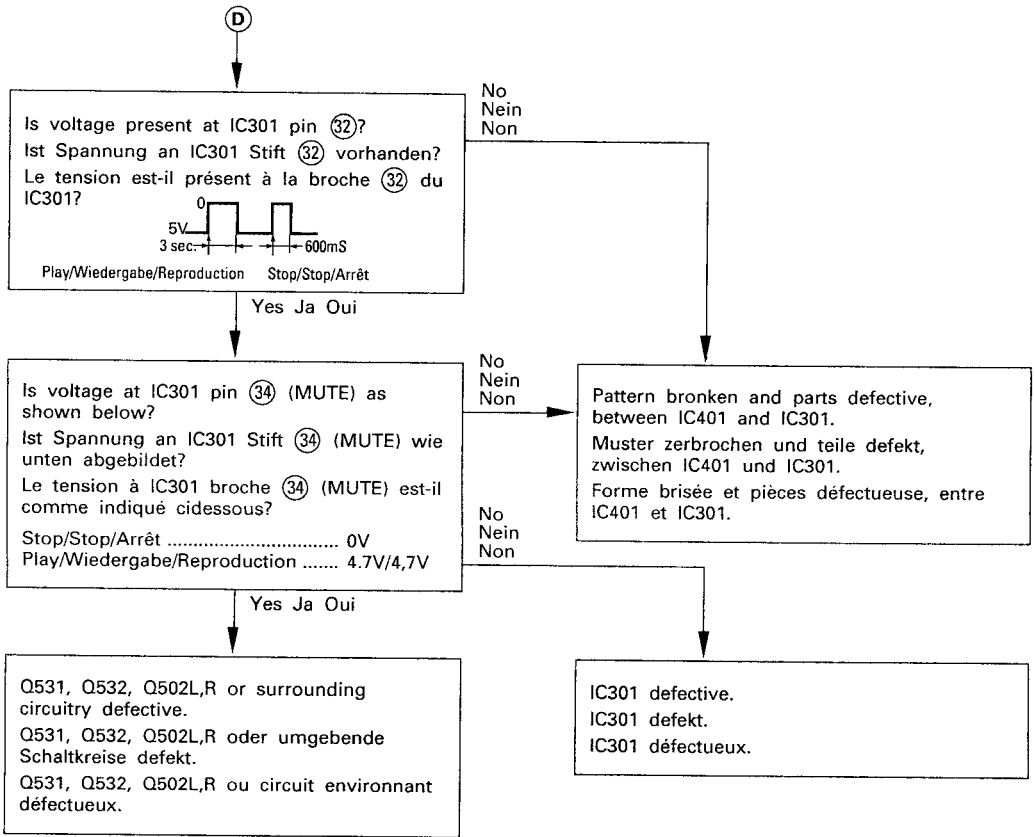 D
Is voltage present at IC301 pin 32?
Ist Spannung an IC301 Stift 32 vorhanden?
Le tension est-il présent à la broche 32 du
IC301?
0
5V
3 sec.
600mS
Play/Wiedergabe/Reproduction Stop/Stop/Arrêt
No
Nein
Non
Yes Ja Oui
Is voltage at IC301 pin 34 (MUTE) as
shown below?
Ist Spannung an IC301 Stift 34 (MUTE) wie
unten abgebildet?
Le tension à IC301 broche 34 (MUTE) est-il
comme indiqué cidessous?
Stop/Stop/Arrêt ................................ 0V
Play/Wiedergabe/Reproduction ....... 4.7V/4,7V
No
Nein
Non
Pattern bronken and parts defective,
between IC401 and IC301.
Muster zerbrochen und teile defekt,
zwischen IC401 und IC301.
Forme brisée et pièces défectueuse, entre
IC401 et IC301.
No
Nein
Non
Yes Ja Oui
Q531, Q532, Q502L,R or surrounding
circuitry defective.
Q531, Q532, Q502L,R oder umgebende
Schaltkreise defekt.
Q531, Q532, Q502L,R ou circuit environnant
défectueux.
IC301 defective.
IC301 defekt.
IC301 défectueux.